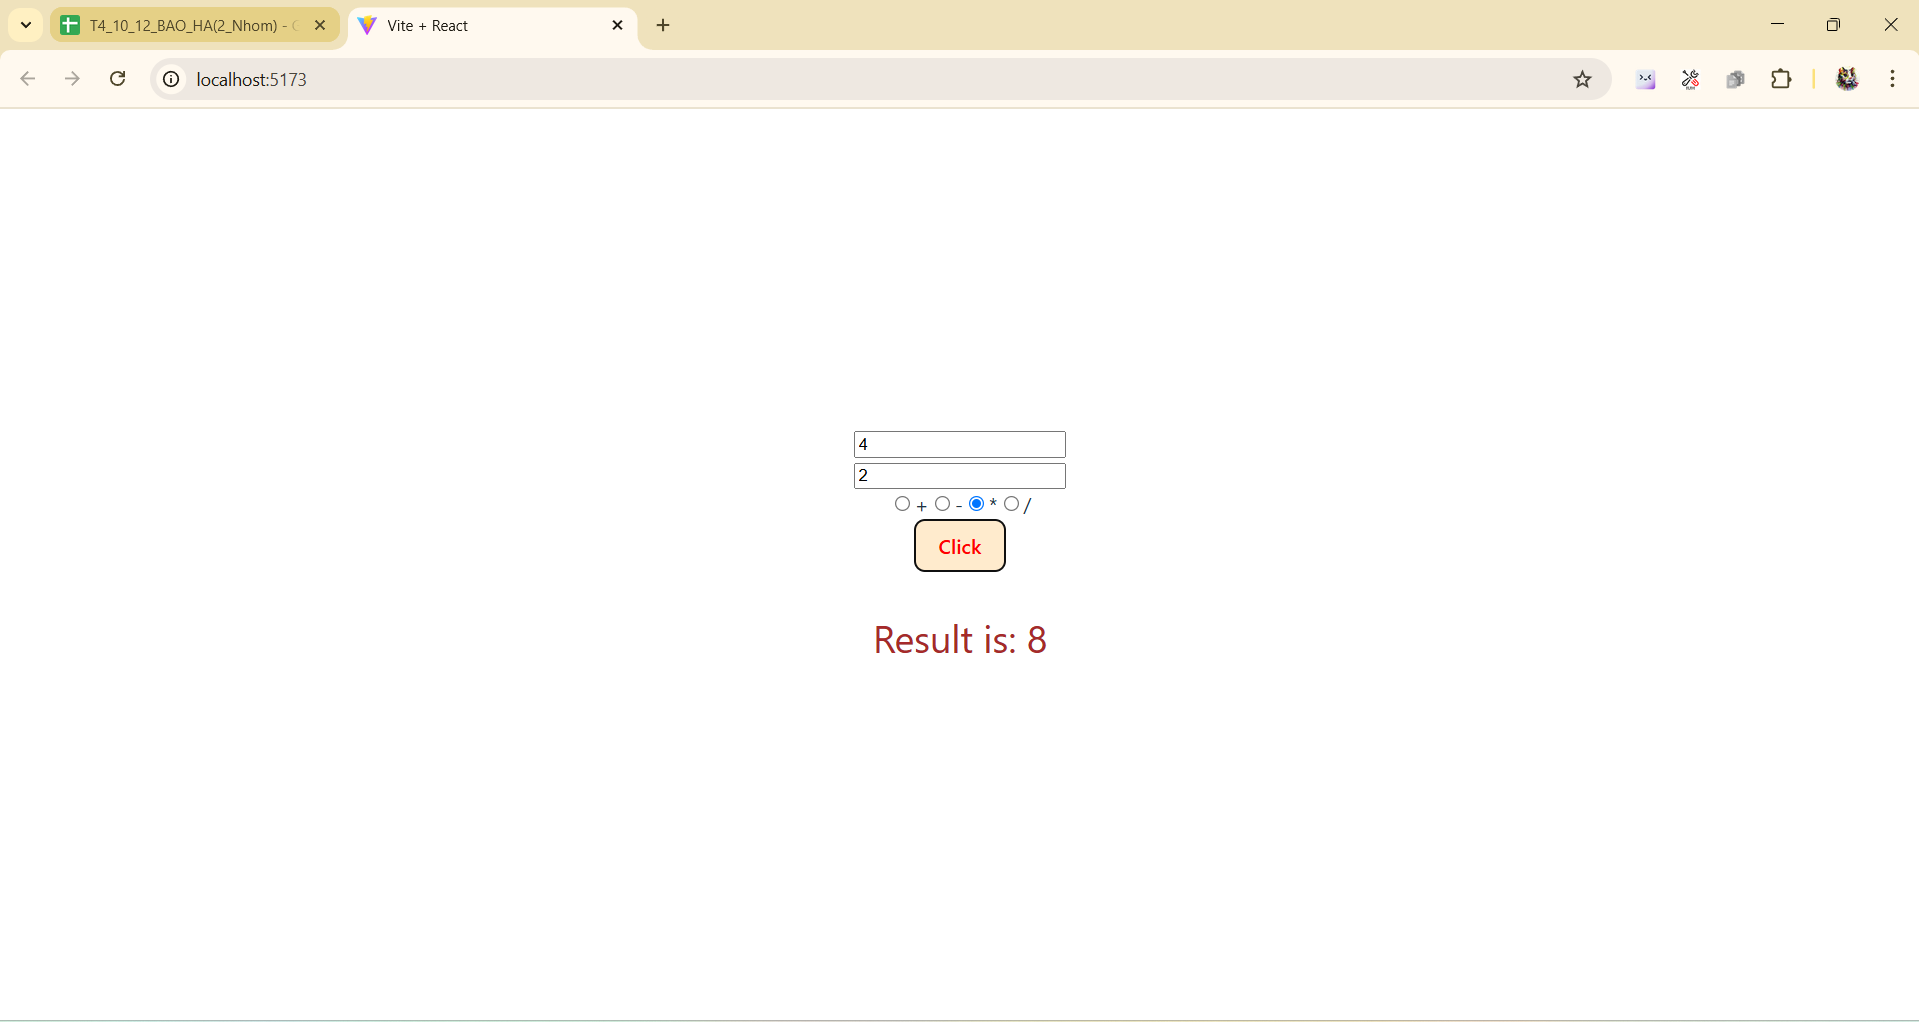 T4_10_12_BAO_HA(2_Nhom) -
Vite + React
localhost:5173
4
2
+ - * /
Click
Result is: 8